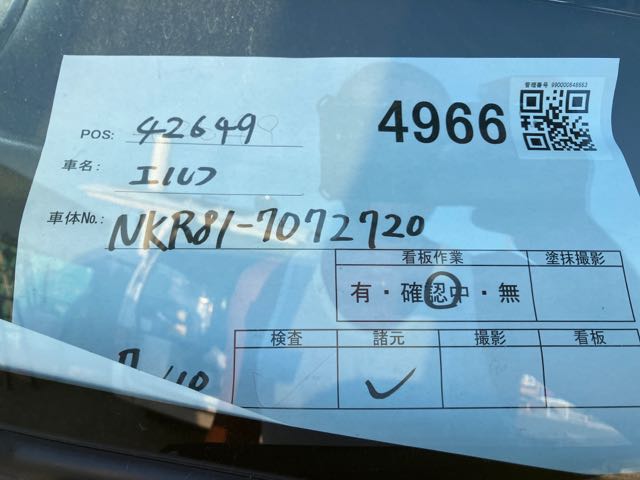 管理番号 990000646663
POS: 42649
4966
車名: エルフ
車体No.: NKR81-7072720
看板作業 塗抹撮影
有・確認中・無
検査 諸元 撮影 看板
✓
/10